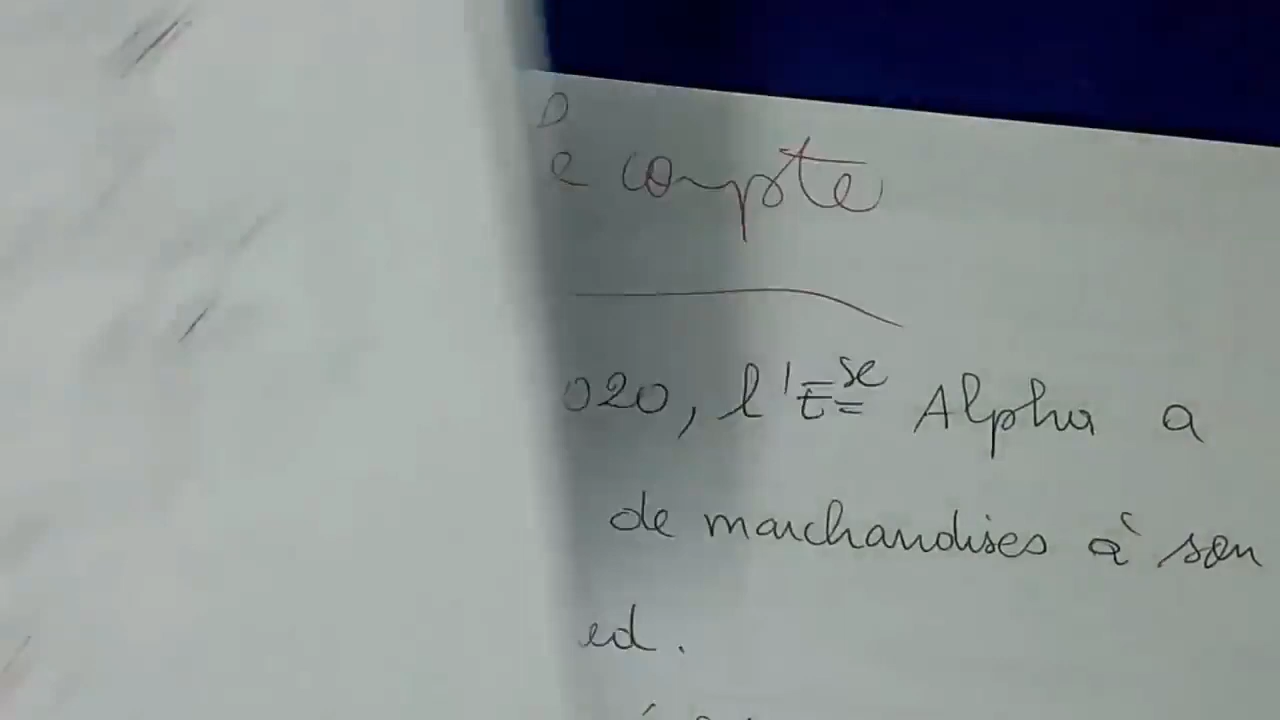 D
e compte
020, l'Ese Alpha a
de marchandises à son
ed.